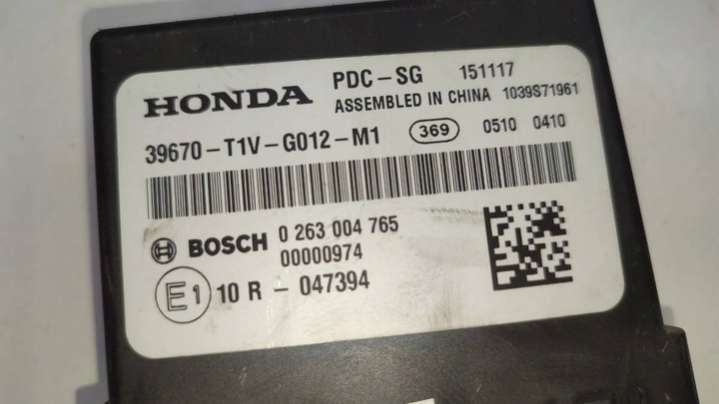 HONDA PDC-SG 151117
ASSEMBLED IN CHINA 1039S71961
39670-T1V-G012-M1 369 0510 0410
BOSCH 0 263 004 765
00000974
E1 10 R - 047394